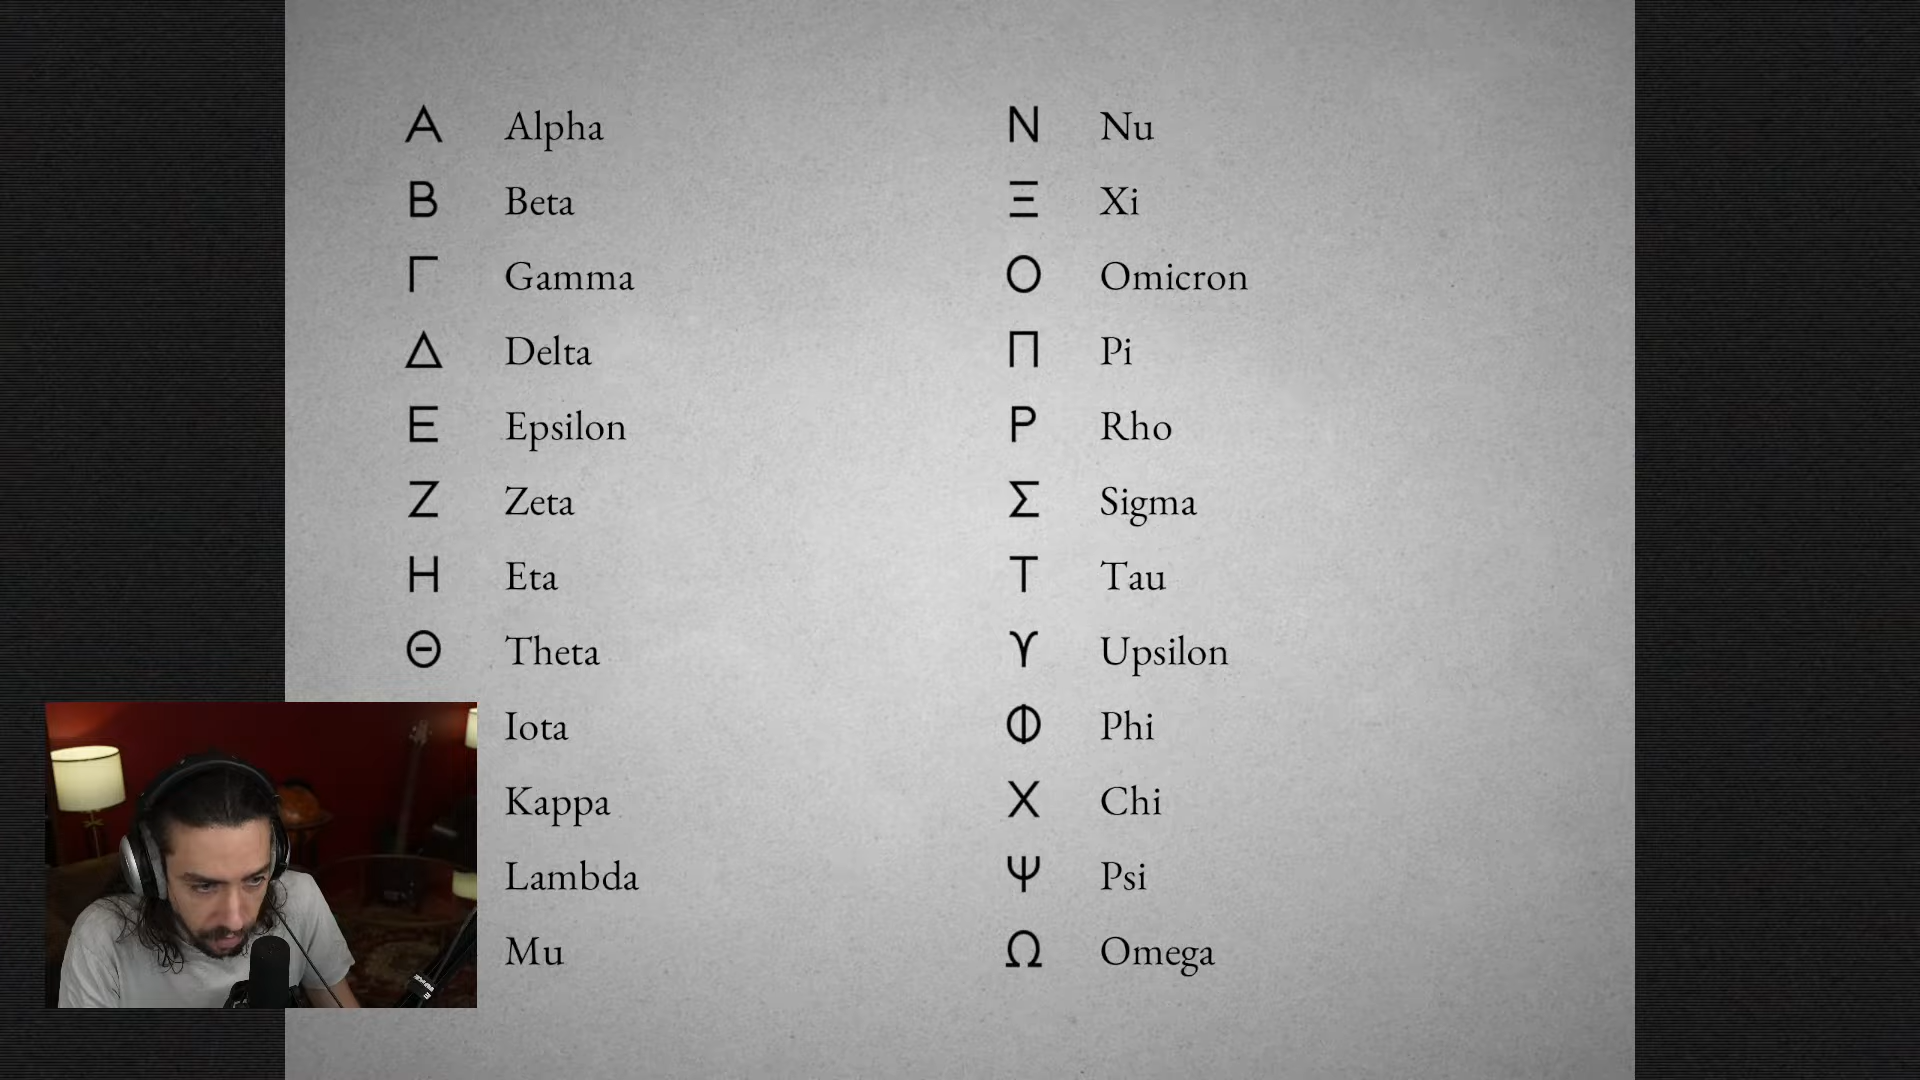 Α Alpha
Β Beta
Γ Gamma
Δ Delta
Ε Epsilon
Ζ Zeta
Η Eta
Θ Theta
Iota
Kappa
Lambda
Mu
Ν Nu
Ξ Xi
Ο Omicron
Π Pi
Ρ Rho
Σ Sigma
Τ Tau
ϒ Upsilon
Φ Phi
Χ Chi
Ψ Psi
Ω Omega